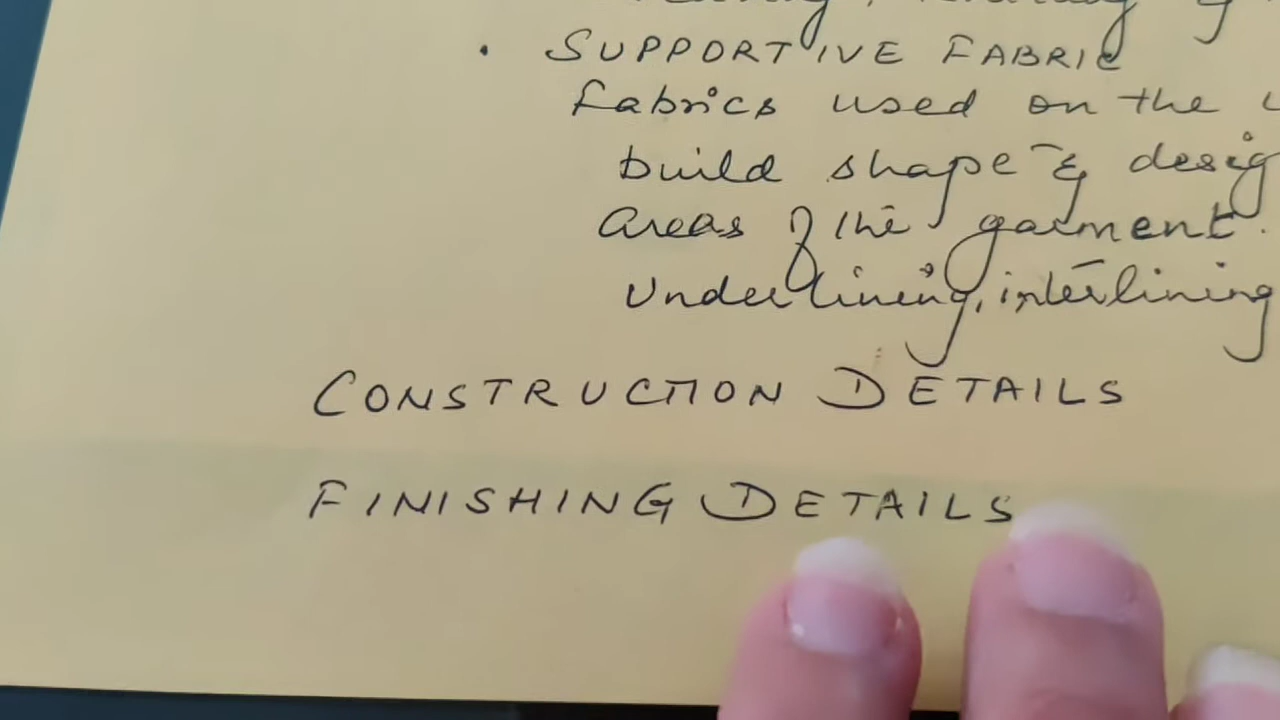 • SUPPORTIVE FABRIC
fabrics used on the
build shape & desig
areas of the garment.
Underlining, interlining
CONSTRUCTION DETAILS
FINISHING DETAILS